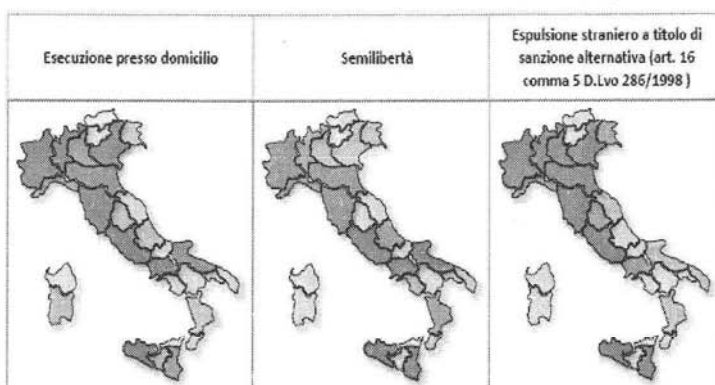 Esecuzione presso domicilio
Semilibertà
Espulsione straniero a titolo di
sanzione alternativa (art. 16
comma 5 D.Lvo 286/1998 )